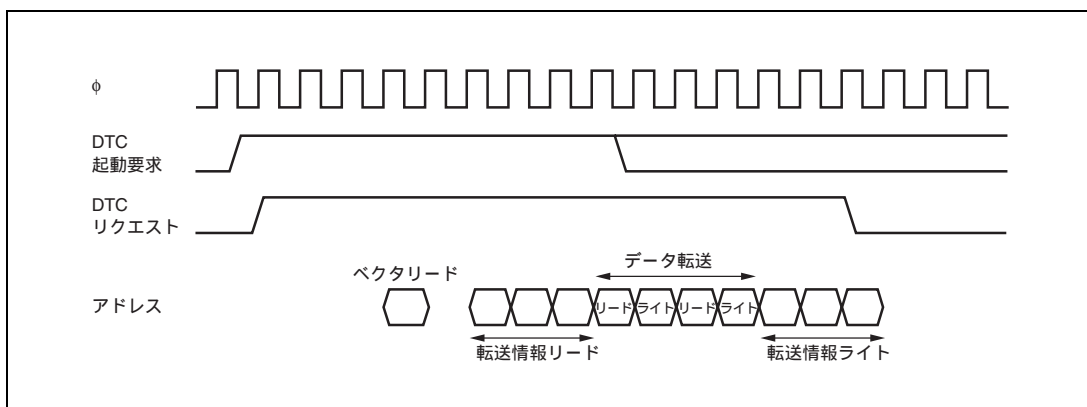 φ
DTC
起動要求
DTC
リクエスト
データ転送
ベクタリード
アドレス
リード ライト リード ライト
転送情報リード
転送情報ライト